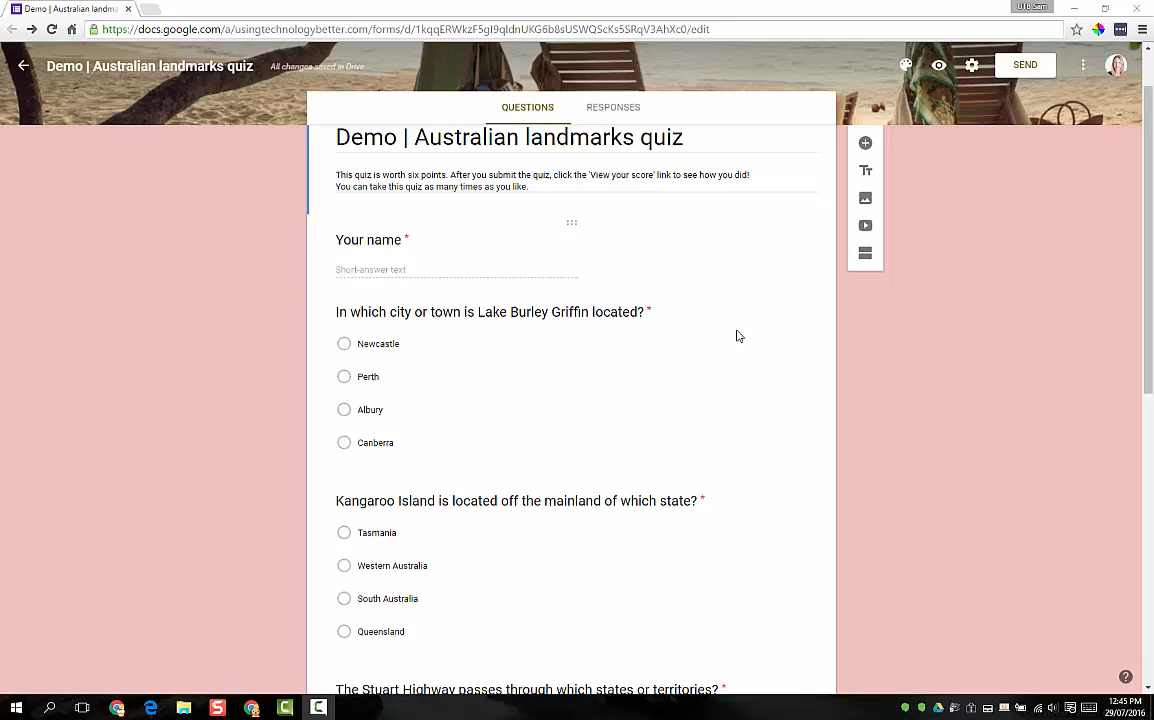 Demo | Australian landma
UTB Sam
https://docs.google.com/a/usingtechnologybetter.com/forms/d/1kqqERWkzF5gI9qldnUKG6b8sUSWQScKs5SRqV3AhXc0/edit
Demo | Australian landmarks quiz
All changes saved in Drive
SEND
QUESTIONS
RESPONSES
Demo | Australian landmarks quiz
This quiz is worth six points. After you submit the quiz, click the 'View your score' link to see how you did!
You can take this quiz as many times as you like.
Your name *
Short-answer text
In which city or town is Lake Burley Griffin located? *
Newcastle
Perth
Albury
Canberra
Kangaroo Island is located off the mainland of which state? *
Tasmania
Western Australia
South Australia
Queensland
The Stuart Highway passes through which states or territories? *
12:45 PM
29/07/2016